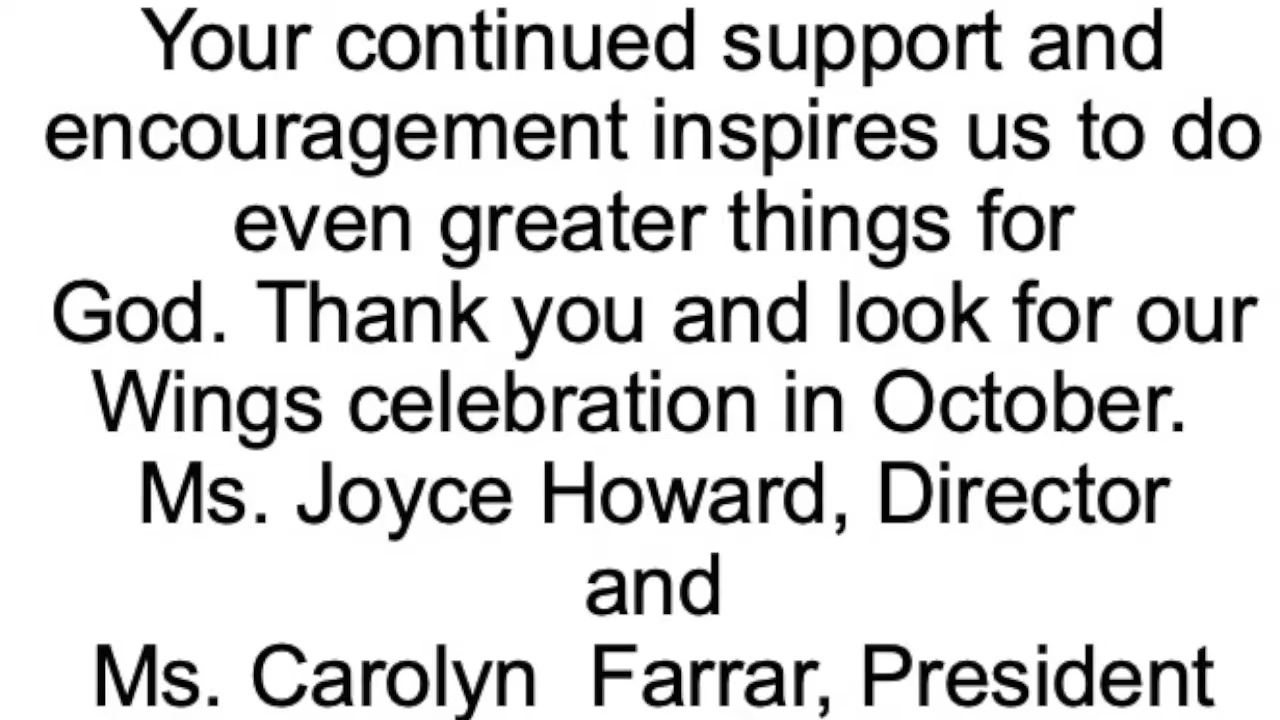 Your continued support and
encouragement inspires us to do
even greater things for
God. Thank you and look for our
Wings celebration in October.
Ms. Joyce Howard, Director
and
Ms. Carolyn  Farrar, President